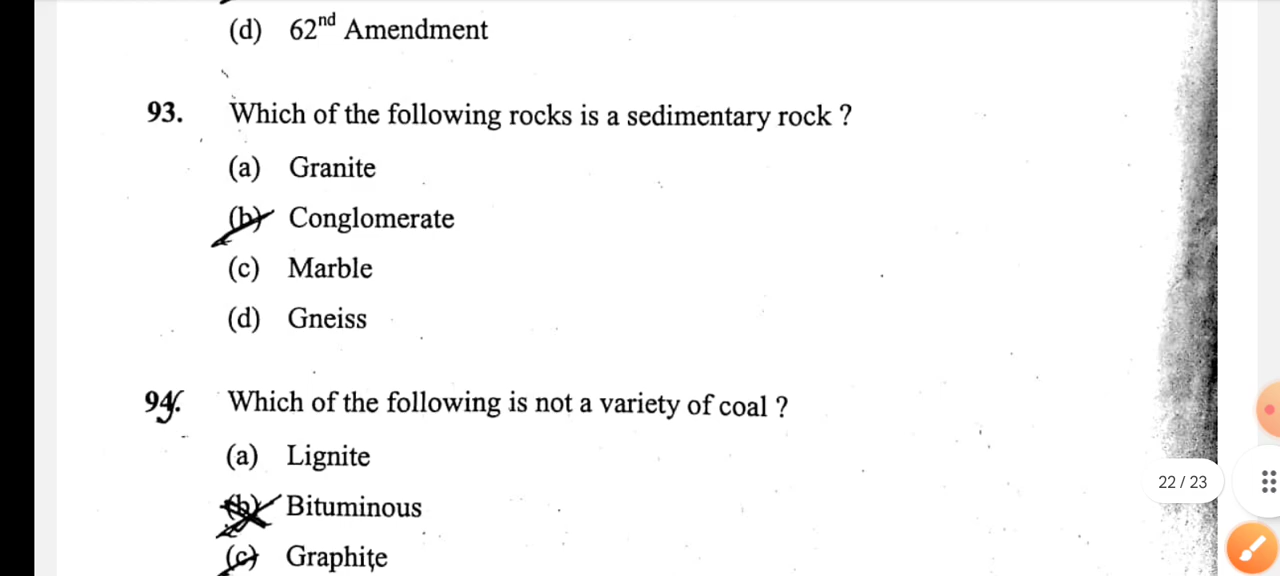 (d) 62nd Amendment
93. Which of the following rocks is a sedimentary rock ?
(a) Granite
(b) Conglomerate
(c) Marble
(d) Gneiss
94. Which of the following is not a variety of coal ?
(a) Lignite
(b) Bituminous
22 / 23
(c) Graphite